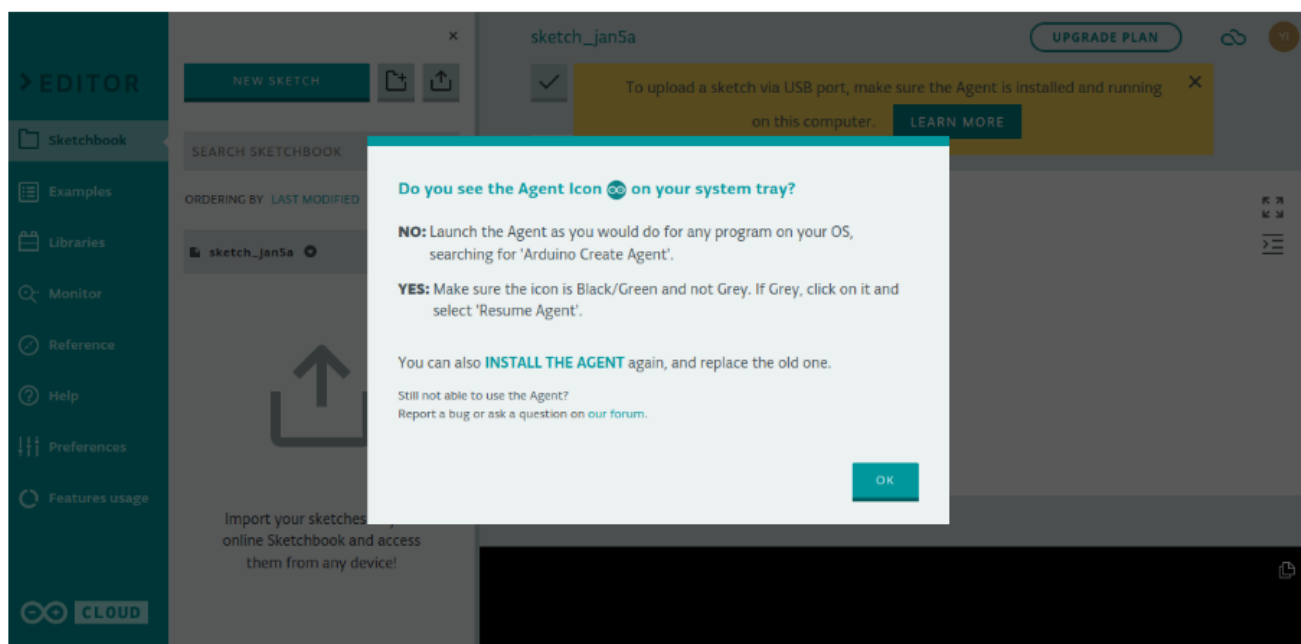 >EDITOR
Sketchbook
Examples
Libraries
Monitor
Reference
Help
Preferences
Features usage
CLOUD
×
NEW SKETCH
SEARCH SKETCHBOOK
ORDERING BY LAST MODIFIED
sketch_jan5a
Import your sketches
online Sketchbook and access
them from any device!
sketch_jan5a
UPGRADE PLAN
YI
To upload a sketch via USB port, make sure the Agent is installed and running
on this computer. LEARN MORE
Do you see the Agent Icon on your system tray?
NO: Launch the Agent as you would do for any program on your OS,
searching for 'Arduino Create Agent'.
YES: Make sure the icon is Black/Green and not Grey. If Grey, click on it and
select 'Resume Agent'.
You can also INSTALL THE AGENT again, and replace the old one.
Still not able to use the Agent?
Report a bug or ask a question on our forum.
OK